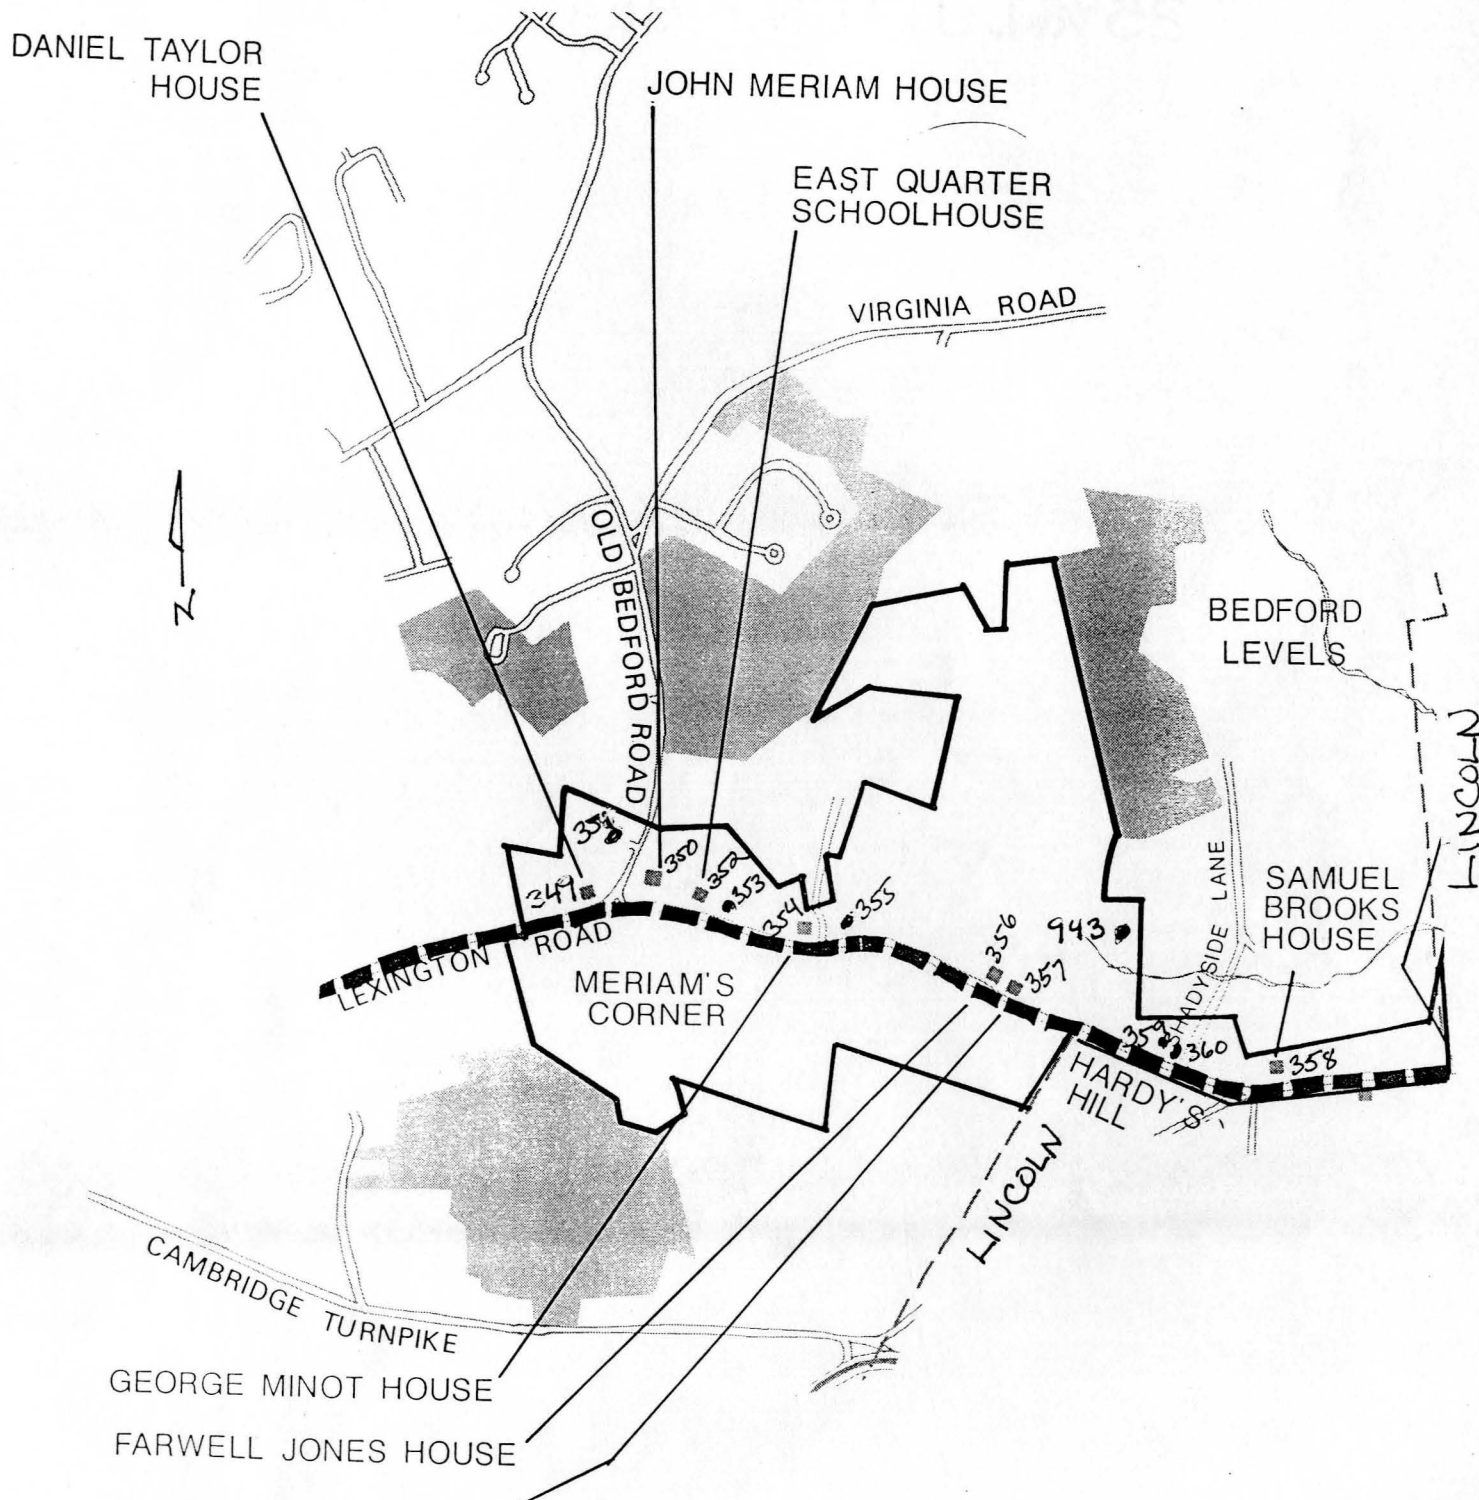 DANIEL TAYLOR
HOUSE
JOHN MERIAM HOUSE
EAST QUARTER
SCHOOLHOUSE
VIRGINIA ROAD
N
OLD BEDFORD ROAD
BEDFORD
LEVELS
LINCOLN
349
350
352
353
354
355
356
357
943
SHADYSIDE LANE
SAMUEL
BROOKS
HOUSE
LEXINGTON ROAD
MERIAM'S
CORNER
359
360
358
HARDY'S
HILL
LINCOLN
CAMBRIDGE TURNPIKE
GEORGE MINOT HOUSE
FARWELL JONES HOUSE